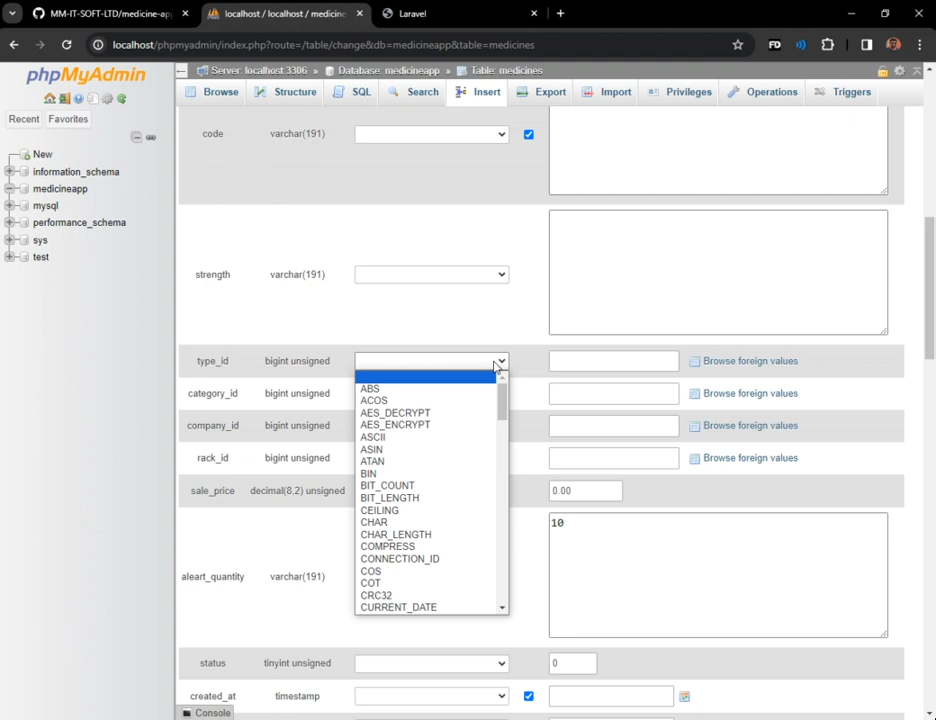 MM-IT-SOFT-LTD/medicine-ap
localhost / localhost / medicine
Laravel
localhost/phpmyadmin/index.php?route=/table/change&db=medicineapp&table=medicines
FD
phpMyAdmin
Server: localhost:3306 » Database: medicineapp » Table: medicines
Browse Structure SQL Search Insert Export Import Privileges Operations Triggers
Recent Favorites
New
information_schema
medicineapp
mysql
performance_schema
sys
test
code varchar(191)
strength varchar(191)
type_id bigint unsigned Browse foreign values
category_id bigint unsigned Browse foreign values
company_id bigint unsigned Browse foreign values
rack_id bigint unsigned Browse foreign values
sale_price decimal(8,2) unsigned 0.00
ABS
ACOS
AES_DECRYPT
AES_ENCRYPT
ASCII
ASIN
ATAN
BIN
BIT_COUNT
BIT_LENGTH
CEILING
CHAR
CHAR_LENGTH
COMPRESS
CONNECTION_ID
COS
COT
CRC32
CURRENT_DATE
10
aleart_quantity varchar(191)
status tinyint unsigned 0
created_at timestamp
Console